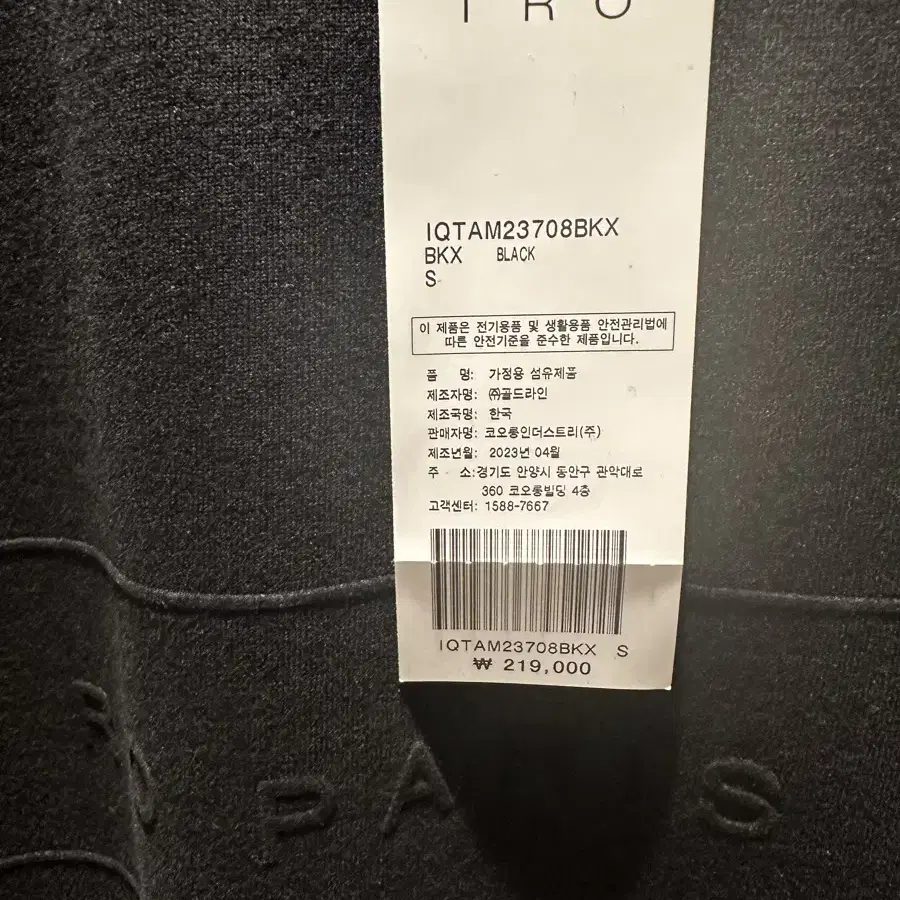 IRO
IQTAM23708BKX
BKX BLACK
S
이 제품은 전기용품 및 생활용품 안전관리법에
따른 안전기준을 준수한 제품입니다.
품 명: 가정용 섬유제품
제조자명: ㈜골드라인
제조국명: 한국
판매자명: 코오롱인더스트리(주)
제조년월: 2023년 04월
주 소:경기도 안양시 동안구 관악대로
360 코오롱빌딩 4층
고객센터: 1588-7667
IQTAM23708BKX S
₩ 219,000